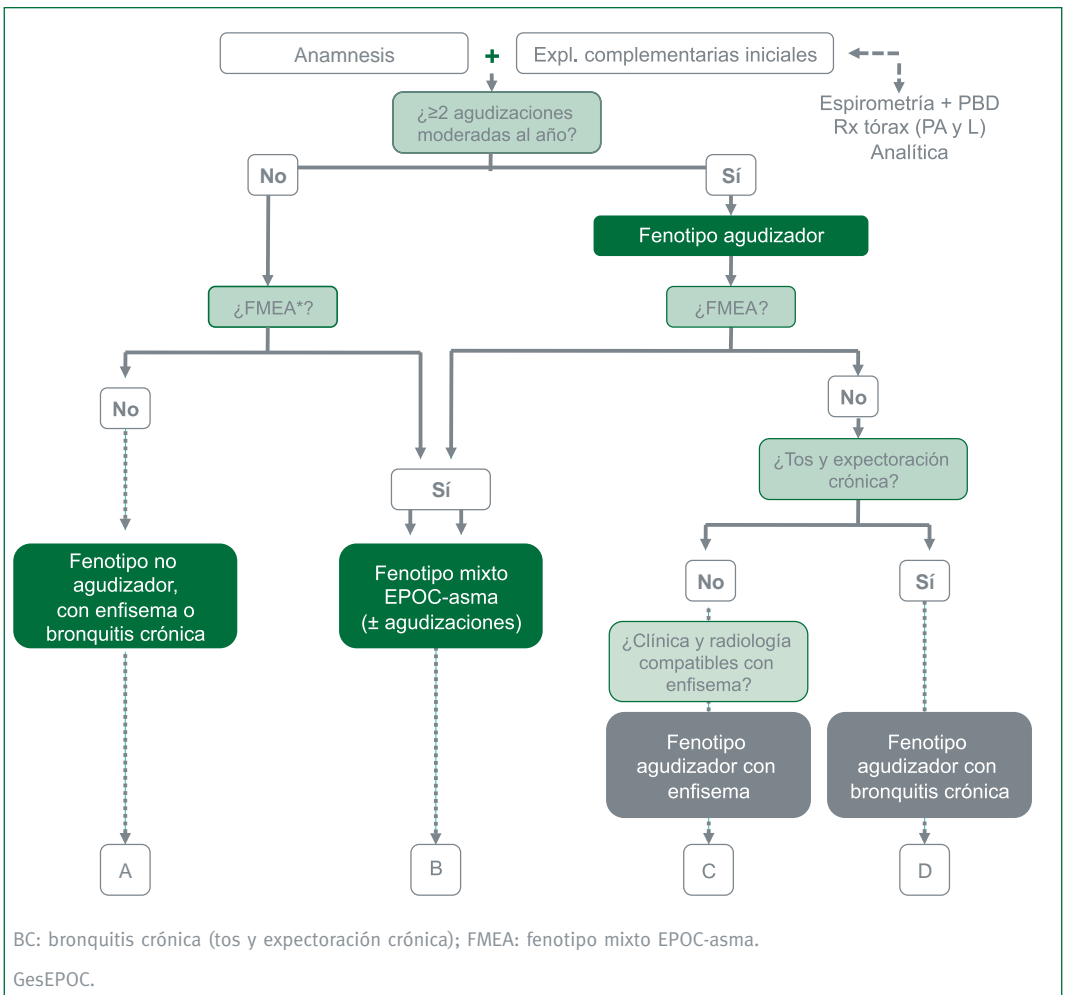 Anamnesis
+
Expl. complementarias iniciales
Espirometría + PBD
Rx tórax (PA y L)
Analítica
¿≥2 agudizaciones
moderadas al año?
No
Sí
Fenotipo agudizador
¿FMEA*?
¿FMEA?
No
No
¿Tos y expectoración
crónica?
Sí
Fenotipo no
agudizador,
con enfisema o
bronquitis crónica
Fenotipo mixto
EPOC-asma
(± agudizaciones)
No
Sí
¿Clínica y radiología
compatibles con
enfisema?
Fenotipo
agudizador con
enfisema
Fenotipo
agudizador con
bronquitis crónica
A
B
C
D
BC: bronquitis crónica (tos y expectoración crónica); FMEA: fenotipo mixto EPOC-asma.
GesEPOC.